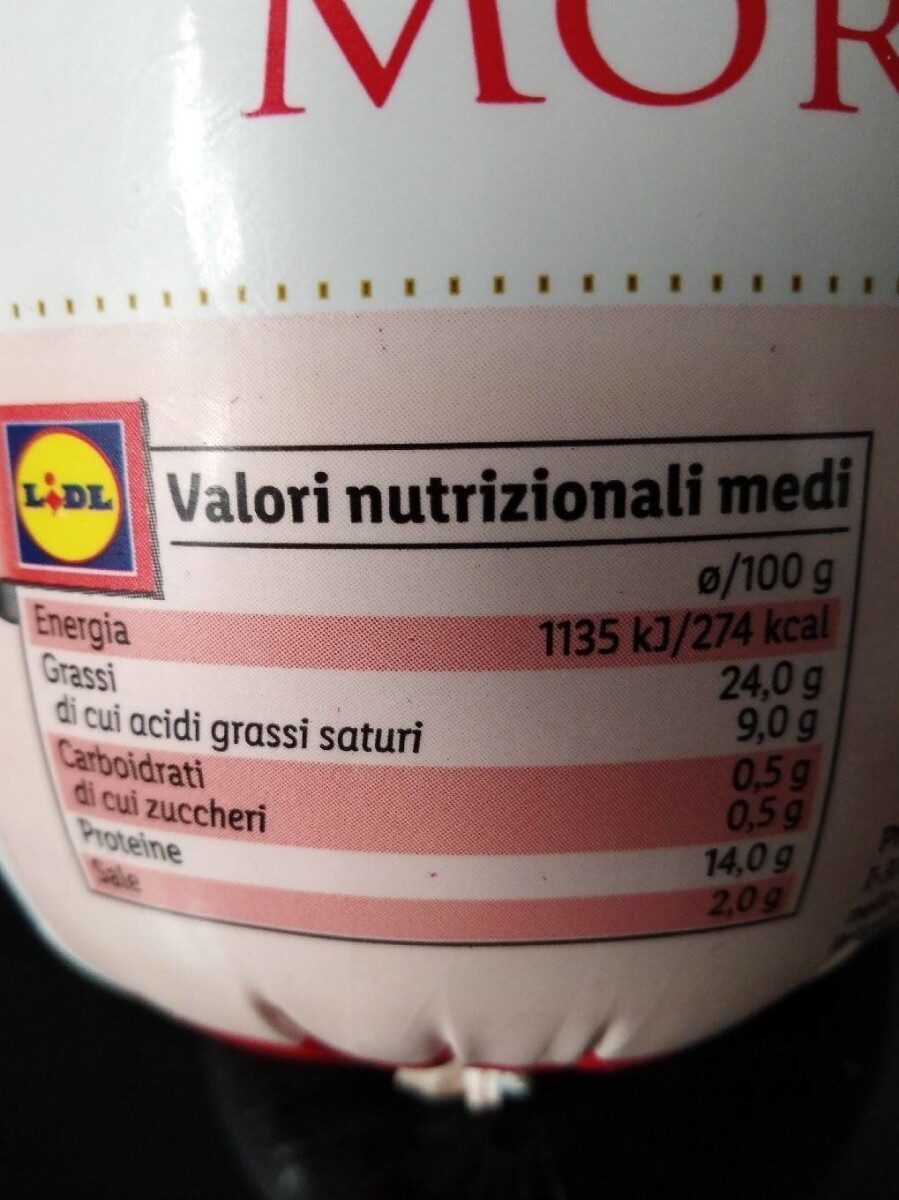 MOR
LIDL
Valori nutrizionali medi
ø/100 g
Energia 1135 kJ/274 kcal
Grassi 24,0 g
di cui acidi grassi saturi 9,0 g
Carboidrati 0,5 g
di cui zuccheri 0,5 g
Proteine 14,0 g
Sale 2,0 g